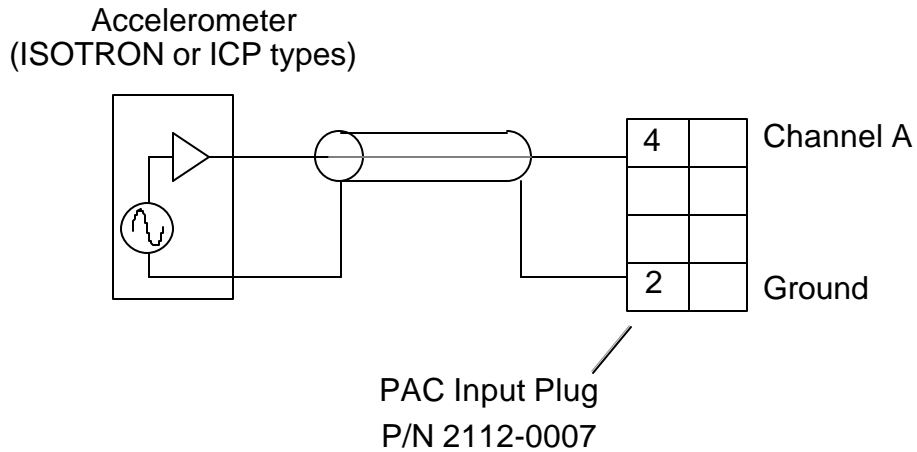 Accelerometer
(ISOTRON or ICP types)
4
Channel A
2
Ground
PAC Input Plug
P/N 2112-0007